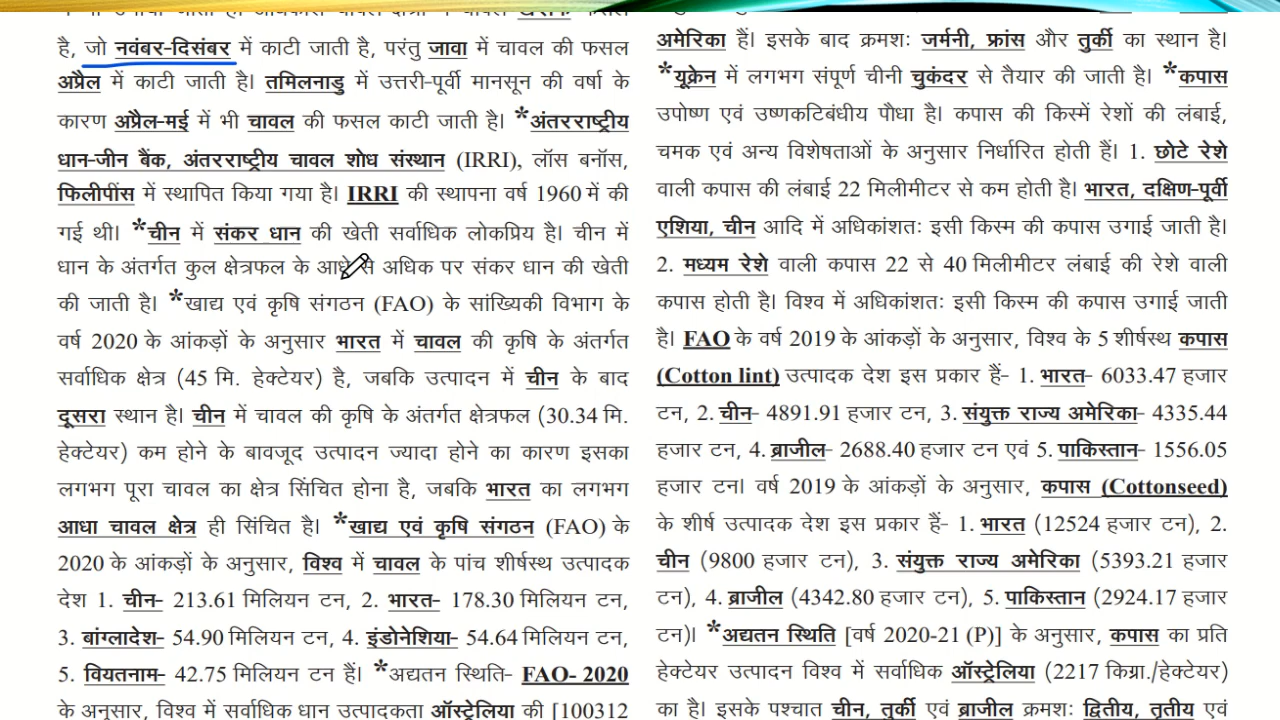 है, जो नवंबर-दिसंबर में काटी जाती है, परंतु जावा में चावल की फसल
अप्रैल में काटी जाती है। तमिलनाडु में उत्तरी-पूर्वी मानसून की वर्षा के
कारण अप्रैल-मई में भी चावल की फसल काटी जाती है। *अंतरराष्ट्रीय
धान-जीन बैंक, अंतरराष्ट्रीय चावल शोध संस्थान (IRRI), लॉस बनॉस,
फिलीपींस में स्थापित किया गया है। IRRI की स्थापना वर्ष 1960 में की
गई थी। *चीन में संकर धान की खेती सर्वाधिक लोकप्रिय है। चीन में
धान के अंतर्गत कुल क्षेत्रफल के आधे से अधिक पर संकर धान की खेती
की जाती है। *खाद्य एवं कृषि संगठन (FAO) के सांख्यिकी विभाग के
वर्ष 2020 के आंकड़ों के अनुसार भारत में चावल की कृषि के अंतर्गत
सर्वाधिक क्षेत्र (45 मि. हेक्टेयर) है, जबकि उत्पादन में चीन के बाद
दूसरा स्थान है। चीन में चावल की कृषि के अंतर्गत क्षेत्रफल (30.34 मि.
हेक्टेयर) कम होने के बावजूद उत्पादन ज्यादा होने का कारण इसका
लगभग पूरा चावल का क्षेत्र सिंचित होना है, जबकि भारत का लगभग
आधा चावल क्षेत्र ही सिंचित है। *खाद्य एवं कृषि संगठन (FAO) के
2020 के आंकड़ों के अनुसार, विश्व में चावल के पांच शीर्षस्थ उत्पादक
देश 1. चीन- 213.61 मिलियन टन, 2. भारत- 178.30 मिलियन टन,
3. बांग्लादेश- 54.90 मिलियन टन, 4. इंडोनेशिया- 54.64 मिलियन टन,
5. वियतनाम- 42.75 मिलियन टन हैं। *अद्यतन स्थिति- FAO- 2020
के अनुसार, विश्व में सर्वाधिक धान उत्पादकता ऑस्ट्रेलिया की [100312
अमेरिका हैं। इसके बाद क्रमशः जर्मनी, फ्रांस और तुर्की का स्थान है।
*यूक्रेन में लगभग संपूर्ण चीनी चुकंदर से तैयार की जाती है। *कपास
उपोष्ण एवं उष्णकटिबंधीय पौधा है। कपास की किस्में रेशों की लंबाई,
चमक एवं अन्य विशेषताओं के अनुसार निर्धारित होती हैं। 1. छोटे रेशे
वाली कपास की लंबाई 22 मिलीमीटर से कम होती है। भारत, दक्षिण-पूर्वी
एशिया, चीन आदि में अधिकांशतः इसी किस्म की कपास उगाई जाती है।
2. मध्यम रेशे वाली कपास 22 से 40 मिलीमीटर लंबाई की रेशे वाली
कपास होती है। विश्व में अधिकांशतः इसी किस्म की कपास उगाई जाती
है। FAO के वर्ष 2019 के आंकड़ों के अनुसार, विश्व के 5 शीर्षस्थ कपास
(Cotton lint) उत्पादक देश इस प्रकार हैं- 1. भारत- 6033.47 हजार
टन, 2. चीन- 4891.91 हजार टन, 3. संयुक्त राज्य अमेरिका- 4335.44
हजार टन, 4. ब्राजील- 2688.40 हजार टन एवं 5. पाकिस्तान- 1556.05
हजार टन। वर्ष 2019 के आंकड़ों के अनुसार, कपास (Cottonseed)
के शीर्ष उत्पादक देश इस प्रकार हैं- 1. भारत (12524 हजार टन), 2.
चीन (9800 हजार टन), 3. संयुक्त राज्य अमेरिका (5393.21 हजार
टन), 4. ब्राजील (4342.80 हजार टन), 5. पाकिस्तान (2924.17 हजार
टन)। *अद्यतन स्थिति [वर्ष 2020-21 (P)] के अनुसार, कपास का प्रति
हेक्टेयर उत्पादन विश्व में सर्वाधिक ऑस्ट्रेलिया (2217 किग्रा./हेक्टेयर)
का है। इसके पश्चात चीन, तुर्की एवं ब्राजील क्रमशः द्वितीय, तृतीय एवं